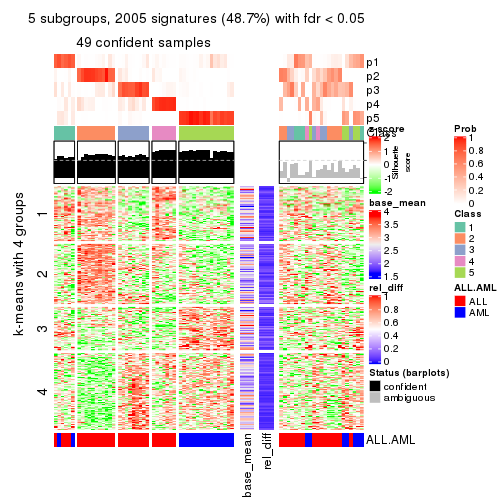 5 subgroups, 2005 signatures (48.7%) with fdr < 0.05
49 confident samples
p1
p2
p3
p4
p5
Class
Silhouette
score
k-means with 4 groups
1
2
3
4
base_mean
rel_diff
ALL.AML
z-score
2
1
0
-1
-2
base_mean
4
3.5
3
2.5
2
1.5
rel_diff
1
0.8
0.6
0.4
0.2
0
Status (barplots)
confident
ambiguous
Prob
1
0.8
0.6
0.4
0.2
0
Class
1
2
3
4
5
ALL.AML
ALL
AML